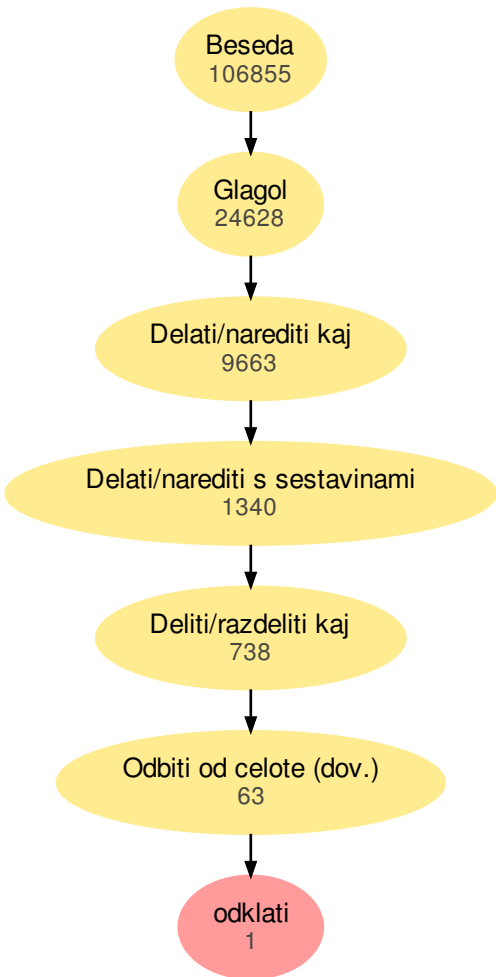 Beseda
106855
Glagol
24628
Delati/narediti kaj
9663
Delati/narediti s sestavinami
1340
Deliti/razdeliti kaj
738
Odbiti od celote (dov.)
63
odklati
1